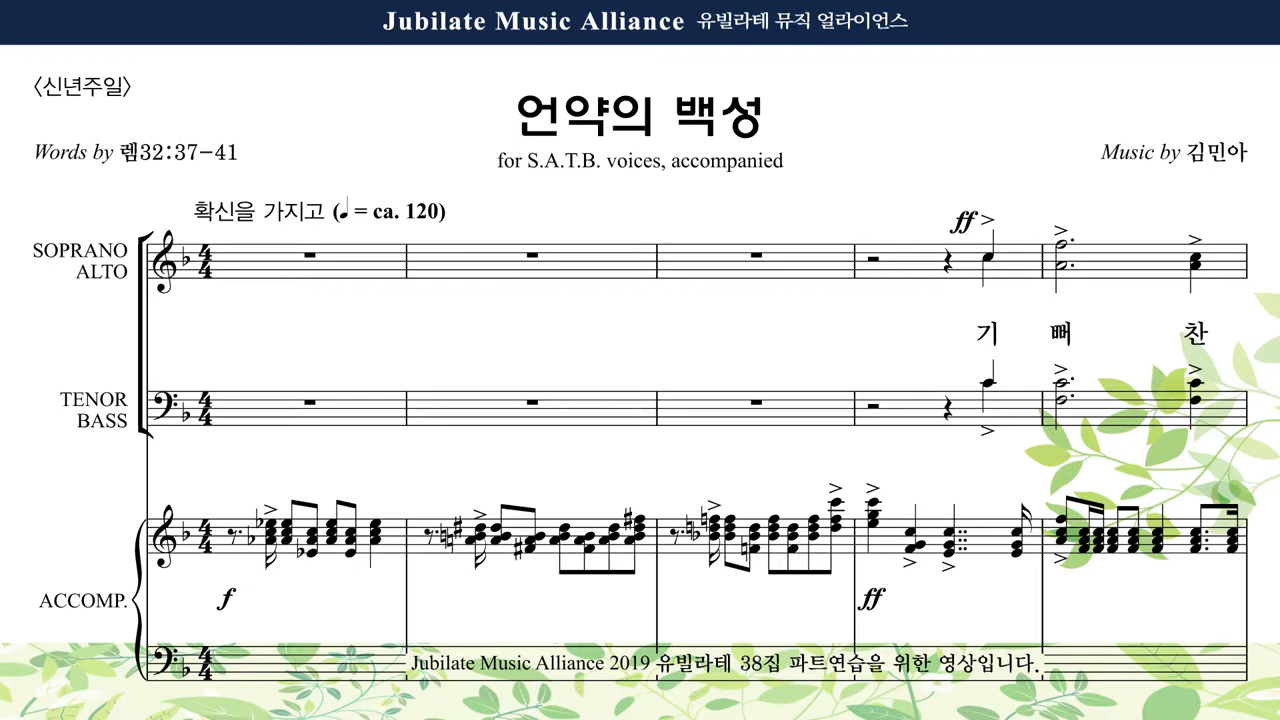 Jubilate Music Alliance 유빌라테 뮤직 얼라이언스
〈신년주일〉
언약의 백성
Words by 렘32:37-41
for S.A.T.B. voices, accompanied
Music by 김민아
확신을 가지고 (♩ = ca. 120)
ff
SOPRANO
ALTO
기 뻐 찬
TENOR
BASS
f ff
ACCOMP.
Jubilate Music Alliance 2019 유빌라테 38집 파트연습을 위한 영상입니다.